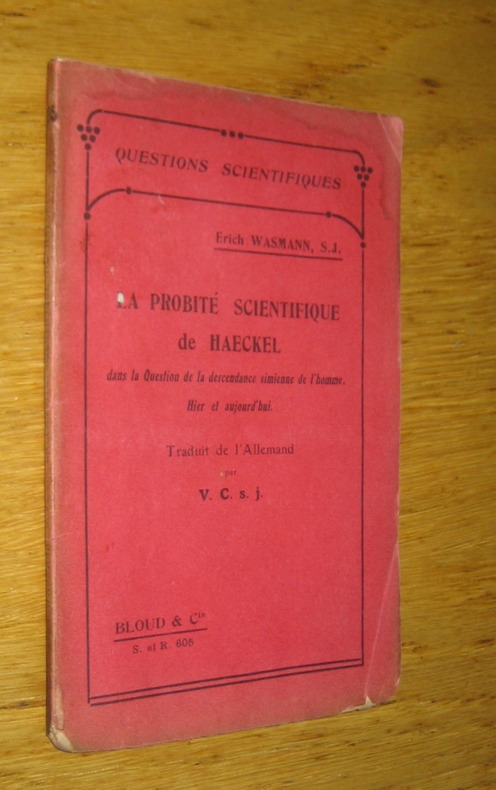 QUESTIONS SCIENTIFIQUES
Erich WASMANN, S.J.
LA PROBITÉ SCIENTIFIQUE
de HAECKEL
dans la Question de la descendance simienne de l'homme.
Hier et aujourd'hui.
Traduit de l'Allemand
par
V. C. s. j.
BLOUD & Cie
S. et R. 605